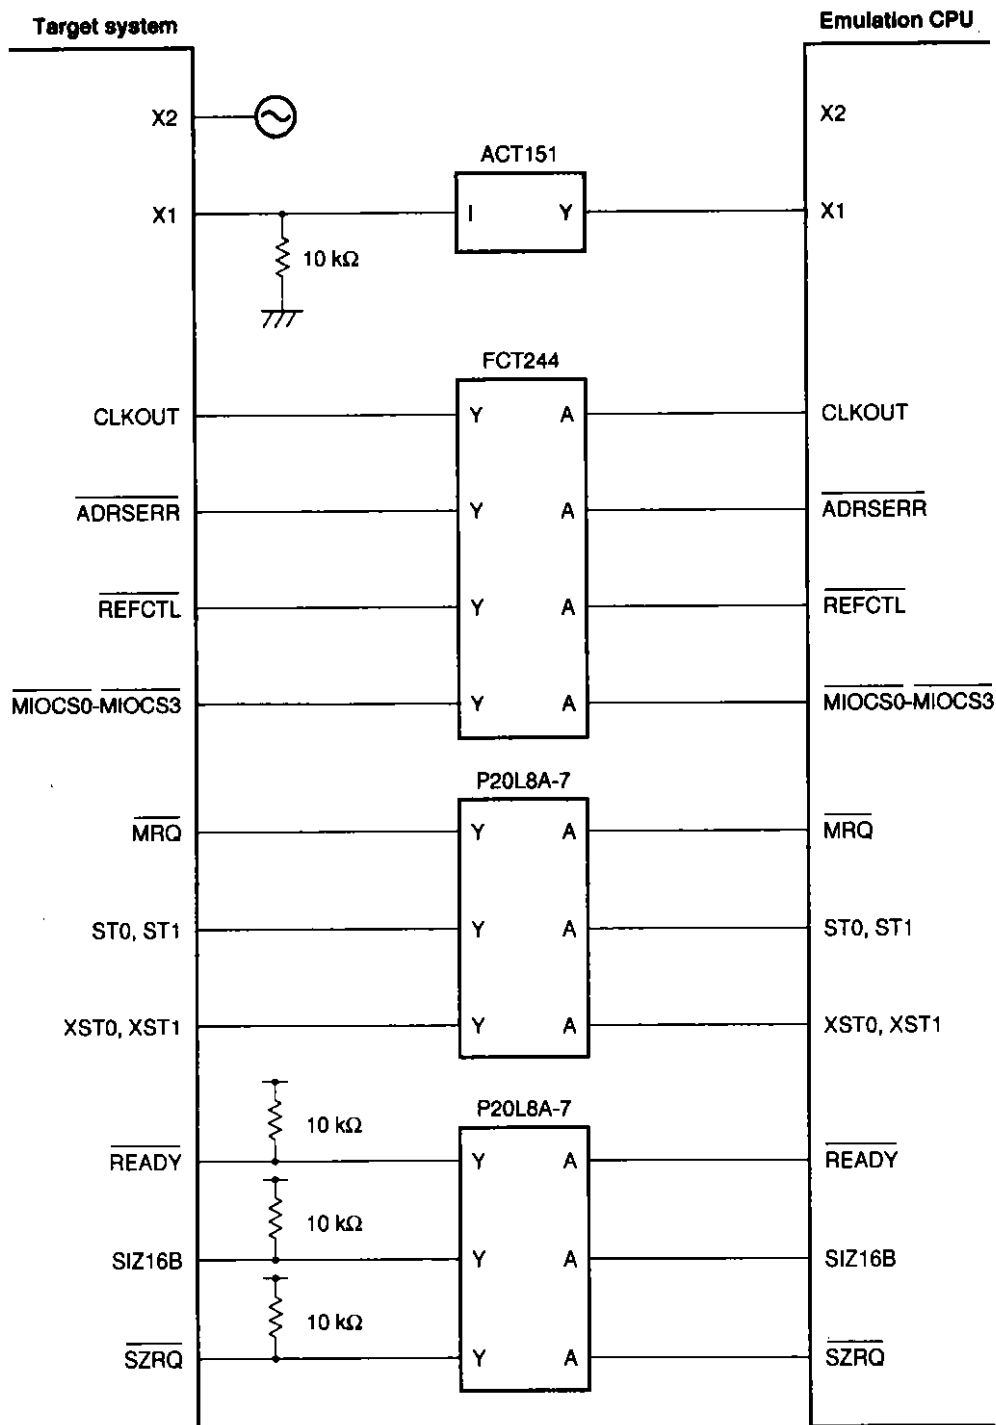 Target system
Emulation CPU
X2
X2
ACT151
X1
I
Y
X1
10 kΩ
FCT244
CLKOUT
Y
A
CLKOUT
ADRSERR
Y
A
ADRSERR
REFCTL
Y
A
REFCTL
MIOCS0-MIOCS3
Y
A
MIOCS0-MIOCS3
P20L8A-7
MRQ
Y
A
MRQ
ST0, ST1
Y
A
ST0, ST1
XST0, XST1
Y
A
XST0, XST1
P20L8A-7
10 kΩ
READY
Y
A
READY
10 kΩ
SIZ16B
Y
A
SIZ16B
10 kΩ
SZRQ
Y
A
SZRQ